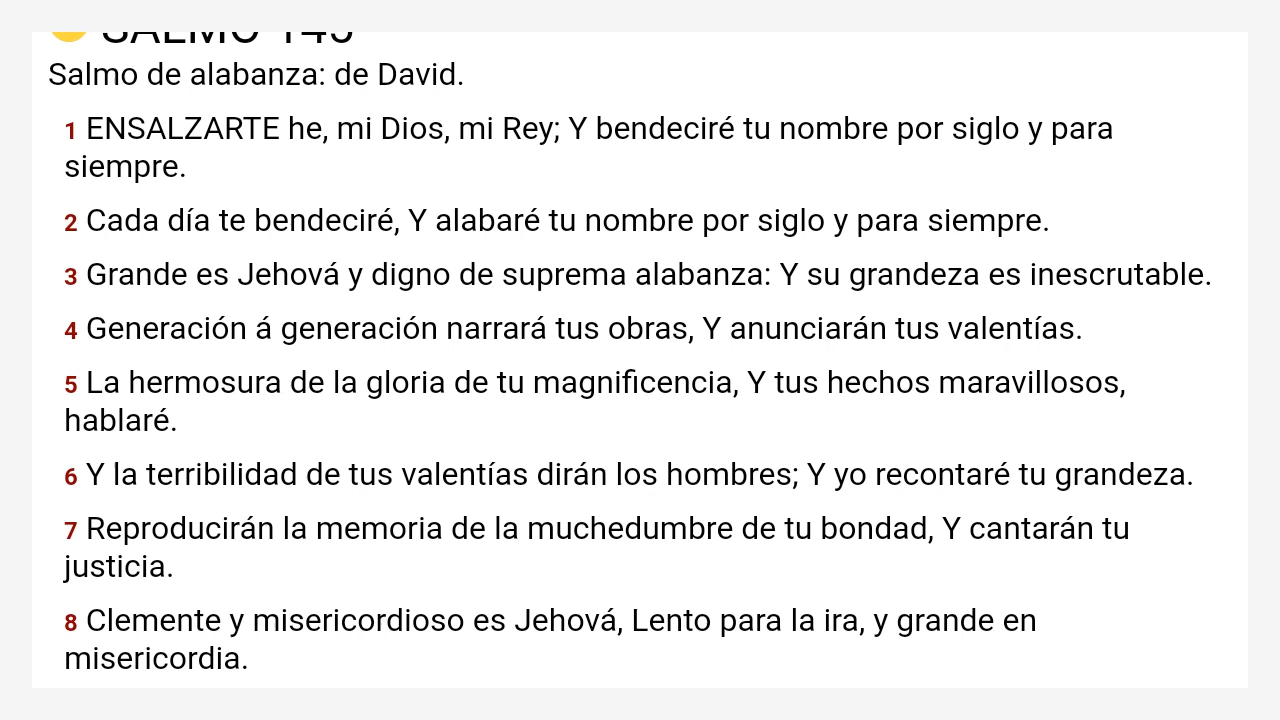 SALMO 145
Salmo de alabanza: de David.
1 ENSALZARTE he, mi Dios, mi Rey; Y bendeciré tu nombre por siglo y para
siempre.
2 Cada día te bendeciré, Y alabaré tu nombre por siglo y para siempre.
3 Grande es Jehová y digno de suprema alabanza: Y su grandeza es inescrutable.
4 Generación á generación narrará tus obras, Y anunciarán tus valentías.
5 La hermosura de la gloria de tu magnificencia, Y tus hechos maravillosos,
hablaré.
6 Y la terribilidad de tus valentías dirán los hombres; Y yo recontaré tu grandeza.
7 Reproducirán la memoria de la muchedumbre de tu bondad, Y cantarán tu
justicia.
8 Clemente y misericordioso es Jehová, Lento para la ira, y grande en
misericordia.